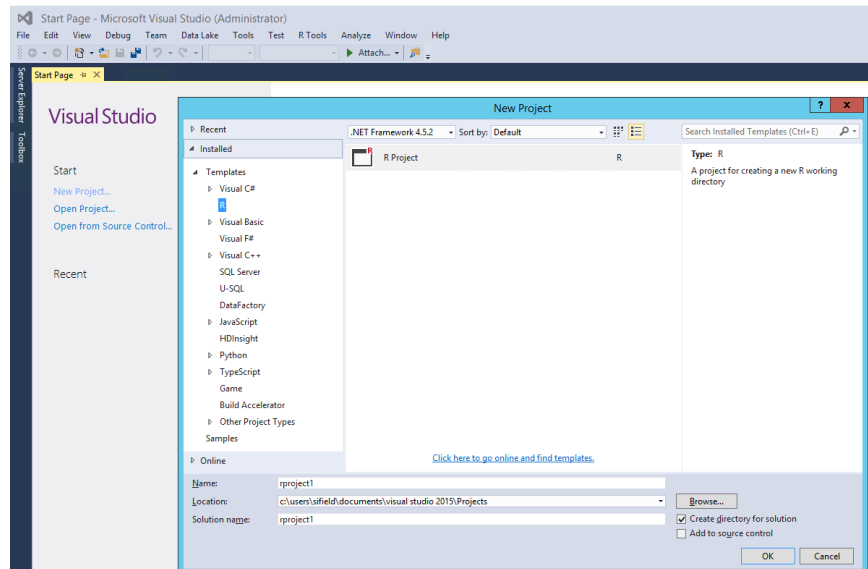 Start Page - Microsoft Visual Studio (Administrator)
File Edit View Debug Team Data Lake Tools Test R Tools Analyze Window Help
Attach...
Server Explorer
Toolbox
Start Page
Visual Studio
Start
New Project...
Open Project...
Open from Source Control...
Recent
New Project
? x
Recent
.NET Framework 4.5.2 Sort by: Default
Search Installed Templates (Ctrl+E)
Installed
Templates
Visual C#
R
Visual Basic
Visual F#
Visual C++
SQL Server
U-SQL
DataFactory
JavaScript
HDInsight
Python
TypeScript
Game
Build Accelerator
Other Project Types
Samples
Online
R
R Project R
Click here to go online and find templates.
Type: R
A project for creating a new R working
directory
Name: rproject1
Location: c:\users\sifield\documents\visual studio 2015\Projects
Browse...
Solution name: rproject1
Create directory for solution
Add to source control
OK Cancel